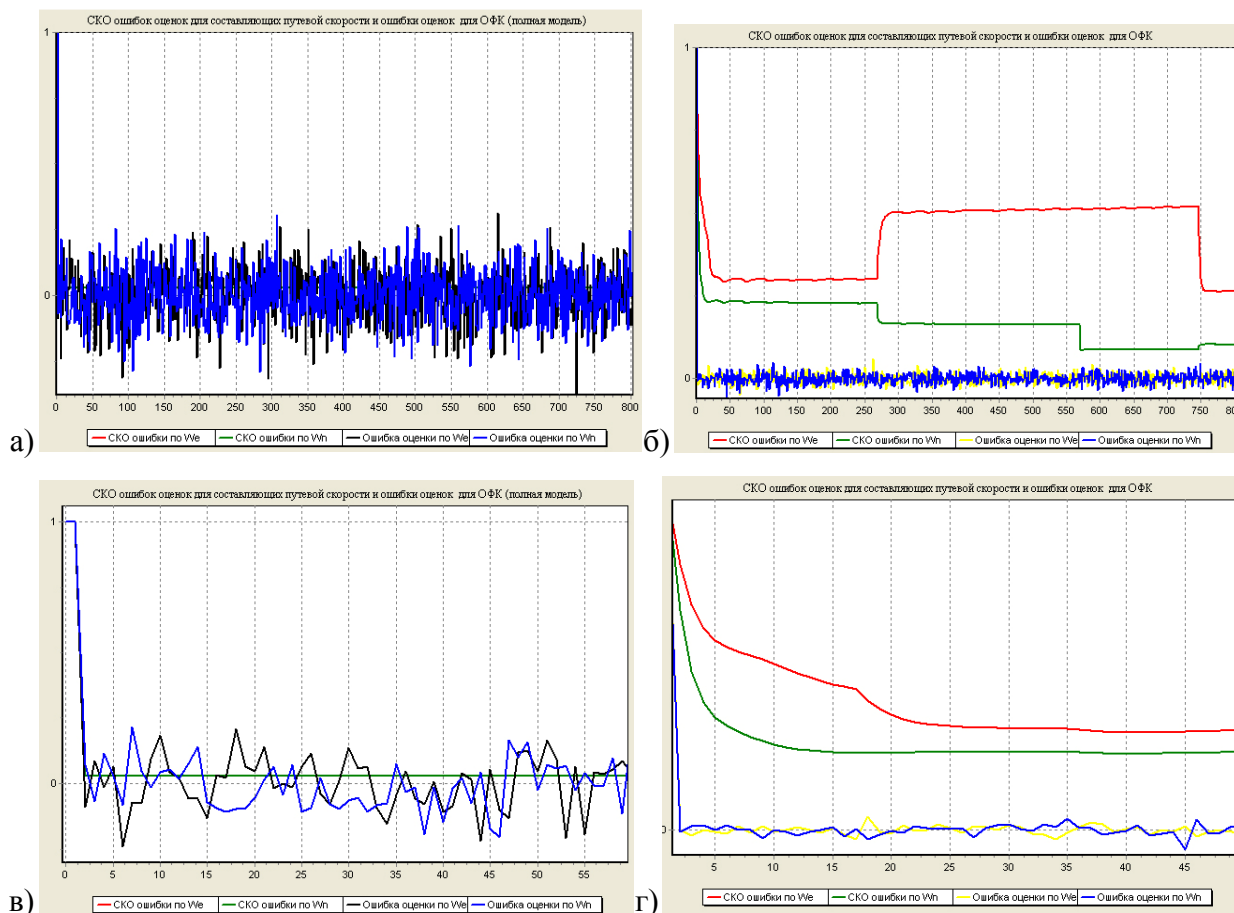 СКО ошибок оценок для составляющих путевой скорости и ошибки оценок для ОФК (полная модель)
1
0
0 50 100 150 200 250 300 350 400 450 500 550 600 650 700 750 800
СКО ошибки по We СКО ошибки по Wn Ошибка оценки по We Ошибка оценки по Wn
а)
СКО ошибок оценок для составляющих путевой скорости и ошибки оценок для ОФК
1
0
0 50 100 150 200 250 300 350 400 450 500 550 600 650 700 750 800
СКО ошибки по We СКО ошибки по Wn Ошибка оценки по We Ошибка оценки по Wn
б)
СКО ошибок оценок для составляющих путевой скорости и ошибки оценок для ОФК (полная модель)
1
0
0 5 10 15 20 25 30 35 40 45 50 55
СКО ошибки по We СКО ошибки по Wn Ошибка оценки по We Ошибка оценки по Wn
в)
СКО ошибок оценок для составляющих путевой скорости и ошибки оценок для ОФК
0
5 10 15 20 25 30 35 40 45
СКО ошибки по We СКО ошибки по Wn Ошибка оценки по We Ошибка оценки по Wn
г)